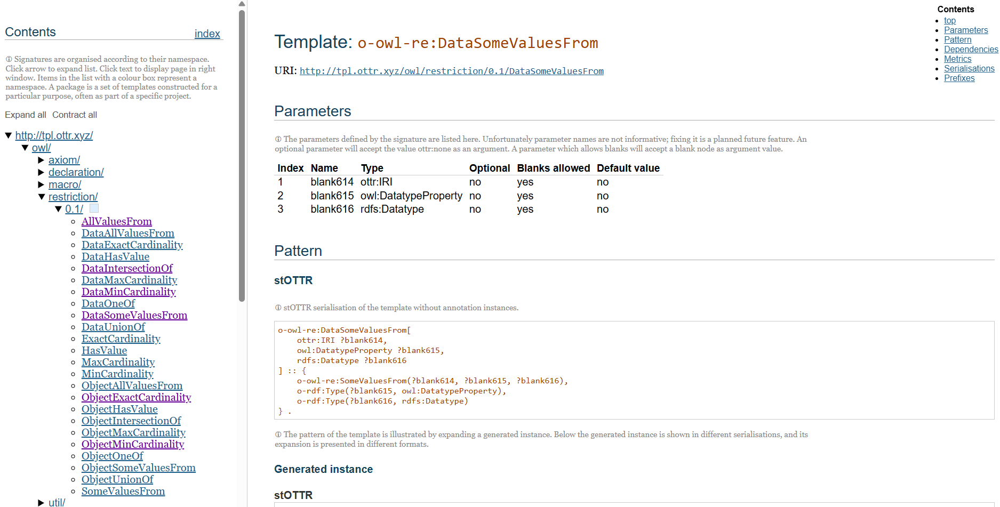 Contents
index
ⓘ Signatures are organised according to their namespace.
Click arrow to expand list. Click text to display page in right
window. Items in the list with a colour box represent a
namespace. A package is a set of templates constructed for a
particular purpose, often as part of a specific project.
Expand all Contract all
▼ http://tpl.ottr.xyz/
▼ owl/
▶ axiom/
▶ declaration/
▶ macro/
▼ restriction/
▼ 0.1/
AllValuesFrom
DataAllValuesFrom
DataExactCardinality
DataHasValue
DataIntersectionOf
DataMaxCardinality
DataMinCardinality
DataOneOf
DataSomeValuesFrom
DataUnionOf
ExactCardinality
HasValue
MaxCardinality
MinCardinality
ObjectAllValuesFrom
ObjectExactCardinality
ObjectHasValue
ObjectIntersectionOf
ObjectMaxCardinality
ObjectMinCardinality
ObjectOneOf
ObjectSomeValuesFrom
ObjectUnionOf
SomeValuesFrom
▶ util/
Template: o-owl-re:DataSomeValuesFrom
URI: http://tpl.ottr.xyz/owl/restriction/0.1/DataSomeValuesFrom
Parameters
ⓘ The parameters defined by the signature are listed here. Unfortunately parameter names are not informative; fixing it is a planned future feature. An
optional parameter will accept the value ottr:none as an argument. A parameter which allows blanks will accept a blank node as argument value.
Index Name Type Optional Blanks allowed Default value
1 blank614 ottr:IRI no yes no
2 blank615 owl:DatatypeProperty no yes no
3 blank616 rdfs:Datatype no yes no
Pattern
stOTTR
ⓘ stOTTR serialisation of the template without annotation instances.
o-owl-re:DataSomeValuesFrom[
ottr:IRI ?blank614,
owl:DatatypeProperty ?blank615,
rdfs:Datatype ?blank616
] :: {
o-owl-re:SomeValuesFrom(?blank614, ?blank615, ?blank616),
o-rdf:Type(?blank615, owl:DatatypeProperty),
o-rdf:Type(?blank616, rdfs:Datatype)
} .
ⓘ The pattern of the template is illustrated by expanding a generated instance. Below the generated instance is shown in different serialisations, and its
expansion is presented in different formats.
Generated instance
stOTTR
Contents
top
Parameters
Pattern
Dependencies
Metrics
Serialisations
Prefixes